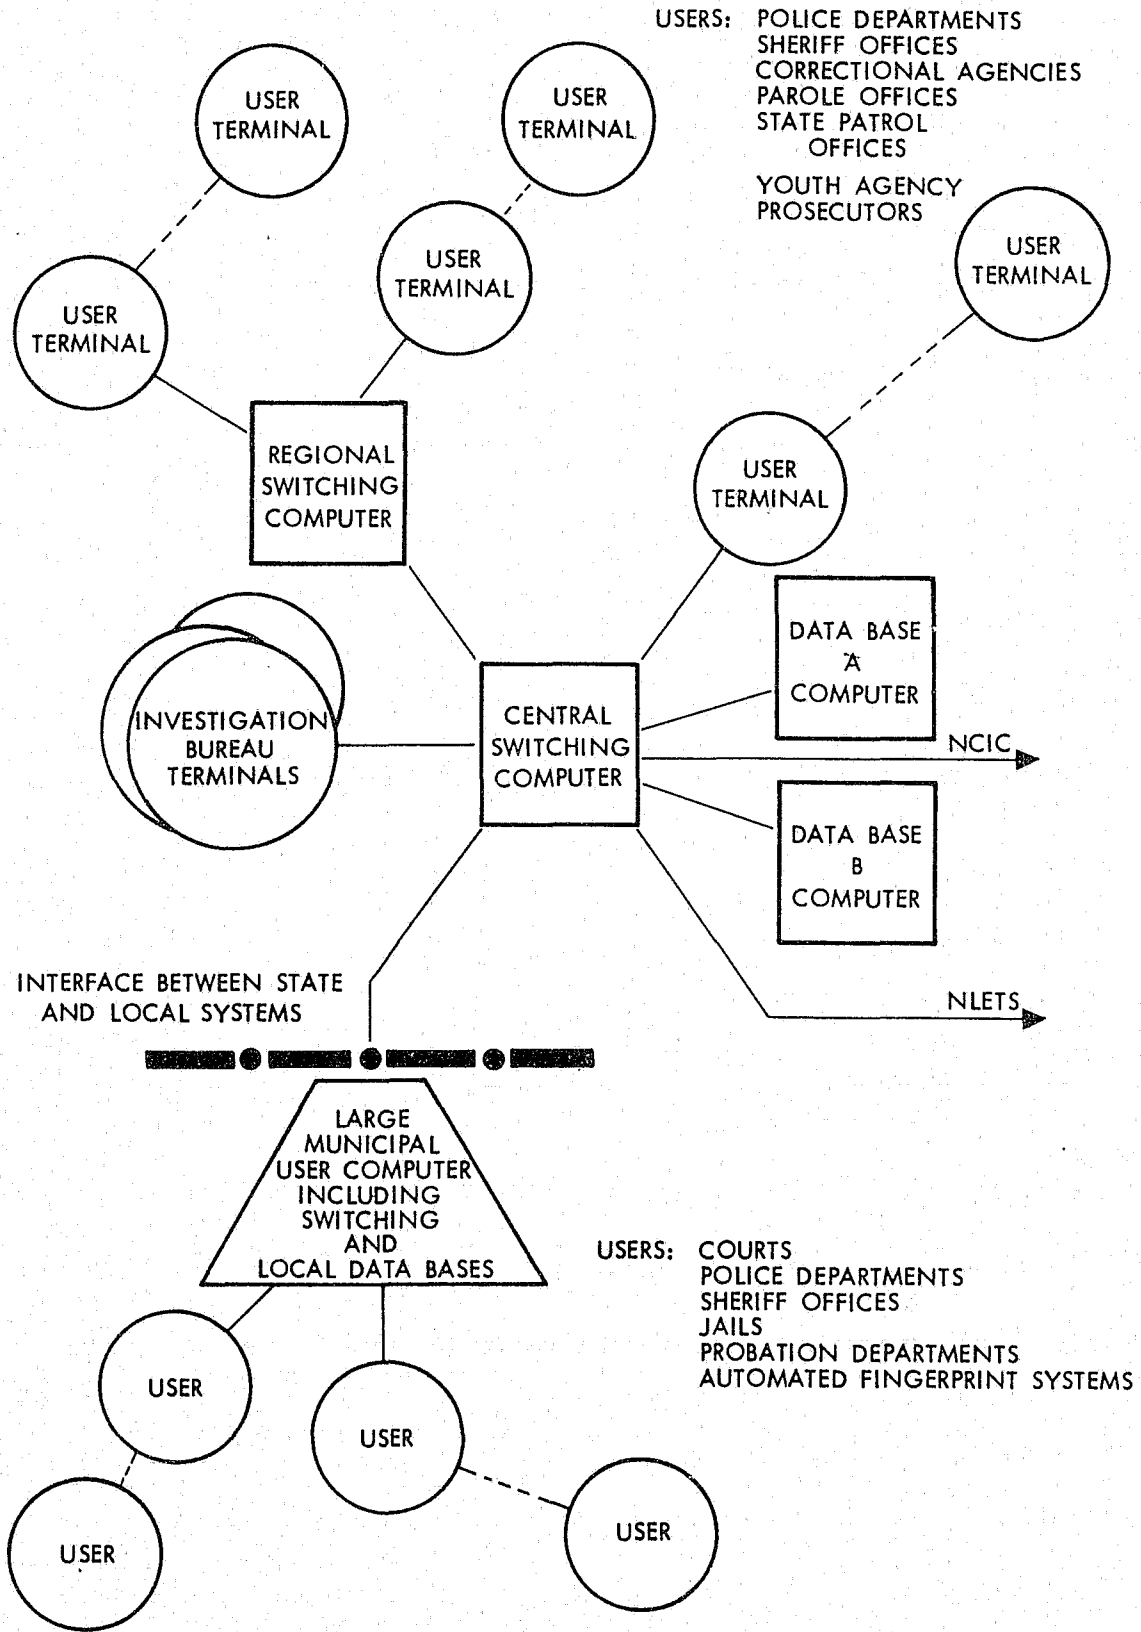 USERS: POLICE DEPARTMENTS
SHERIFF OFFICES
CORRECTIONAL AGENCIES
PAROLE OFFICES
STATE PATROL
OFFICES
YOUTH AGENCY
PROSECUTORS
USER
TERMINAL
USER
TERMINAL
USER
TERMINAL
USER
TERMINAL
USER
TERMINAL
REGIONAL
SWITCHING
COMPUTER
USER
TERMINAL
DATA BASE
A
COMPUTER
INVESTIGATION
BUREAU
TERMINALS
CENTRAL
SWITCHING
COMPUTER
NCIC
DATA BASE
B
COMPUTER
INTERFACE BETWEEN STATE
AND LOCAL SYSTEMS
NLETS
LARGE
MUNICIPAL
USER COMPUTER
INCLUDING
SWITCHING
AND
LOCAL DATA BASES
USERS: COURTS
POLICE DEPARTMENTS
SHERIFF OFFICES
JAILS
PROBATION DEPARTMENTS
AUTOMATED FINGERPRINT SYSTEMS
USER
USER
USER
USER